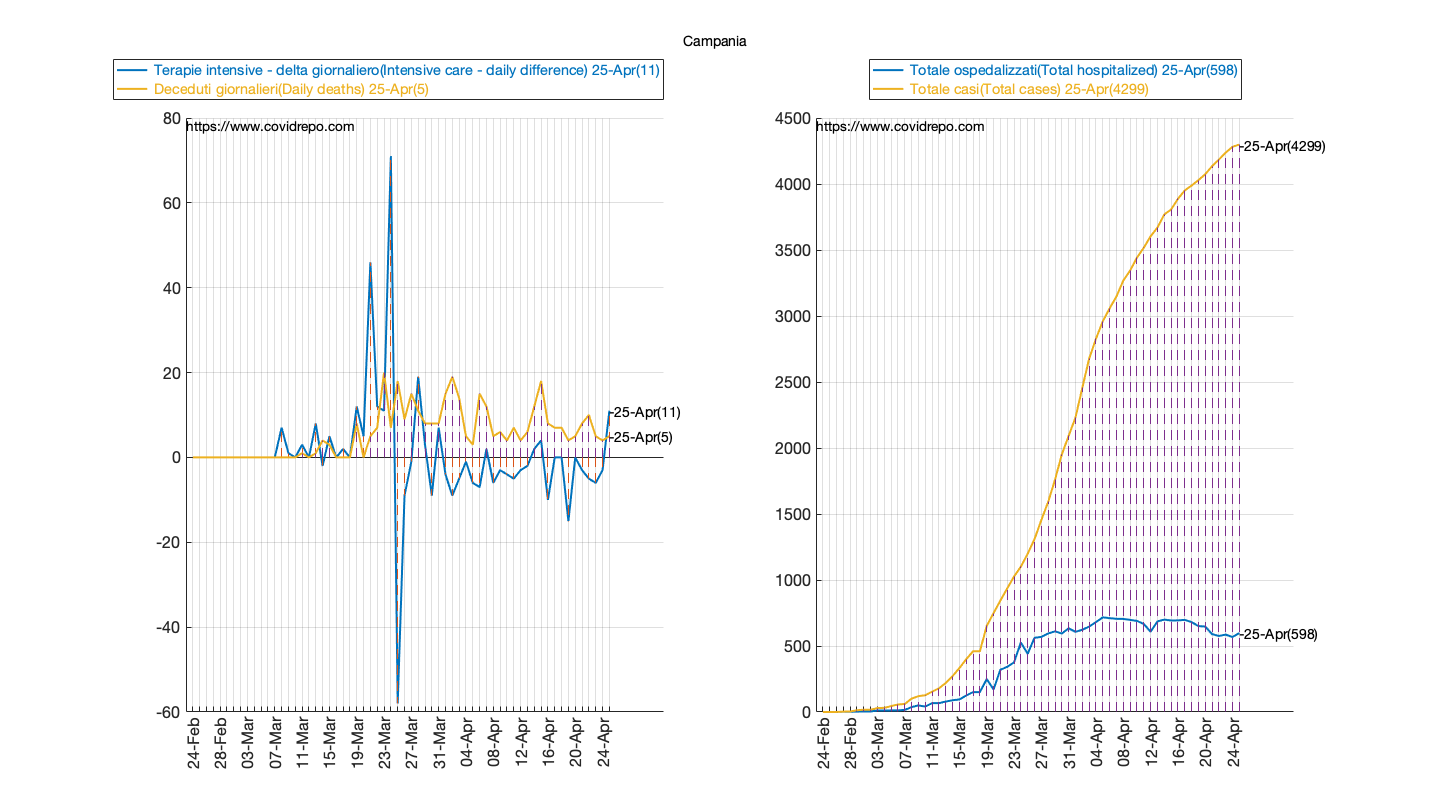 Campania
Terapie intensive - delta giornaliero(Intensive care - daily difference) 25-Apr(11)
Deceduti giornalieri(Daily deaths) 25-Apr(5)
https://www.covidrepo.com
80
60
40
20
0
-20
-40
-60
25-Apr(11)
25-Apr(5)
24-Feb
28-Feb
03-Mar
07-Mar
11-Mar
15-Mar
19-Mar
23-Mar
27-Mar
31-Mar
04-Apr
08-Apr
12-Apr
16-Apr
20-Apr
24-Apr
Totale ospedalizzati(Total hospitalized) 25-Apr(598)
Totale casi(Total cases) 25-Apr(4299)
https://www.covidrepo.com
4500
4000
3500
3000
2500
2000
1500
1000
500
0
25-Apr(4299)
25-Apr(598)
24-Feb
28-Feb
03-Mar
07-Mar
11-Mar
15-Mar
19-Mar
23-Mar
27-Mar
31-Mar
04-Apr
08-Apr
12-Apr
16-Apr
20-Apr
24-Apr